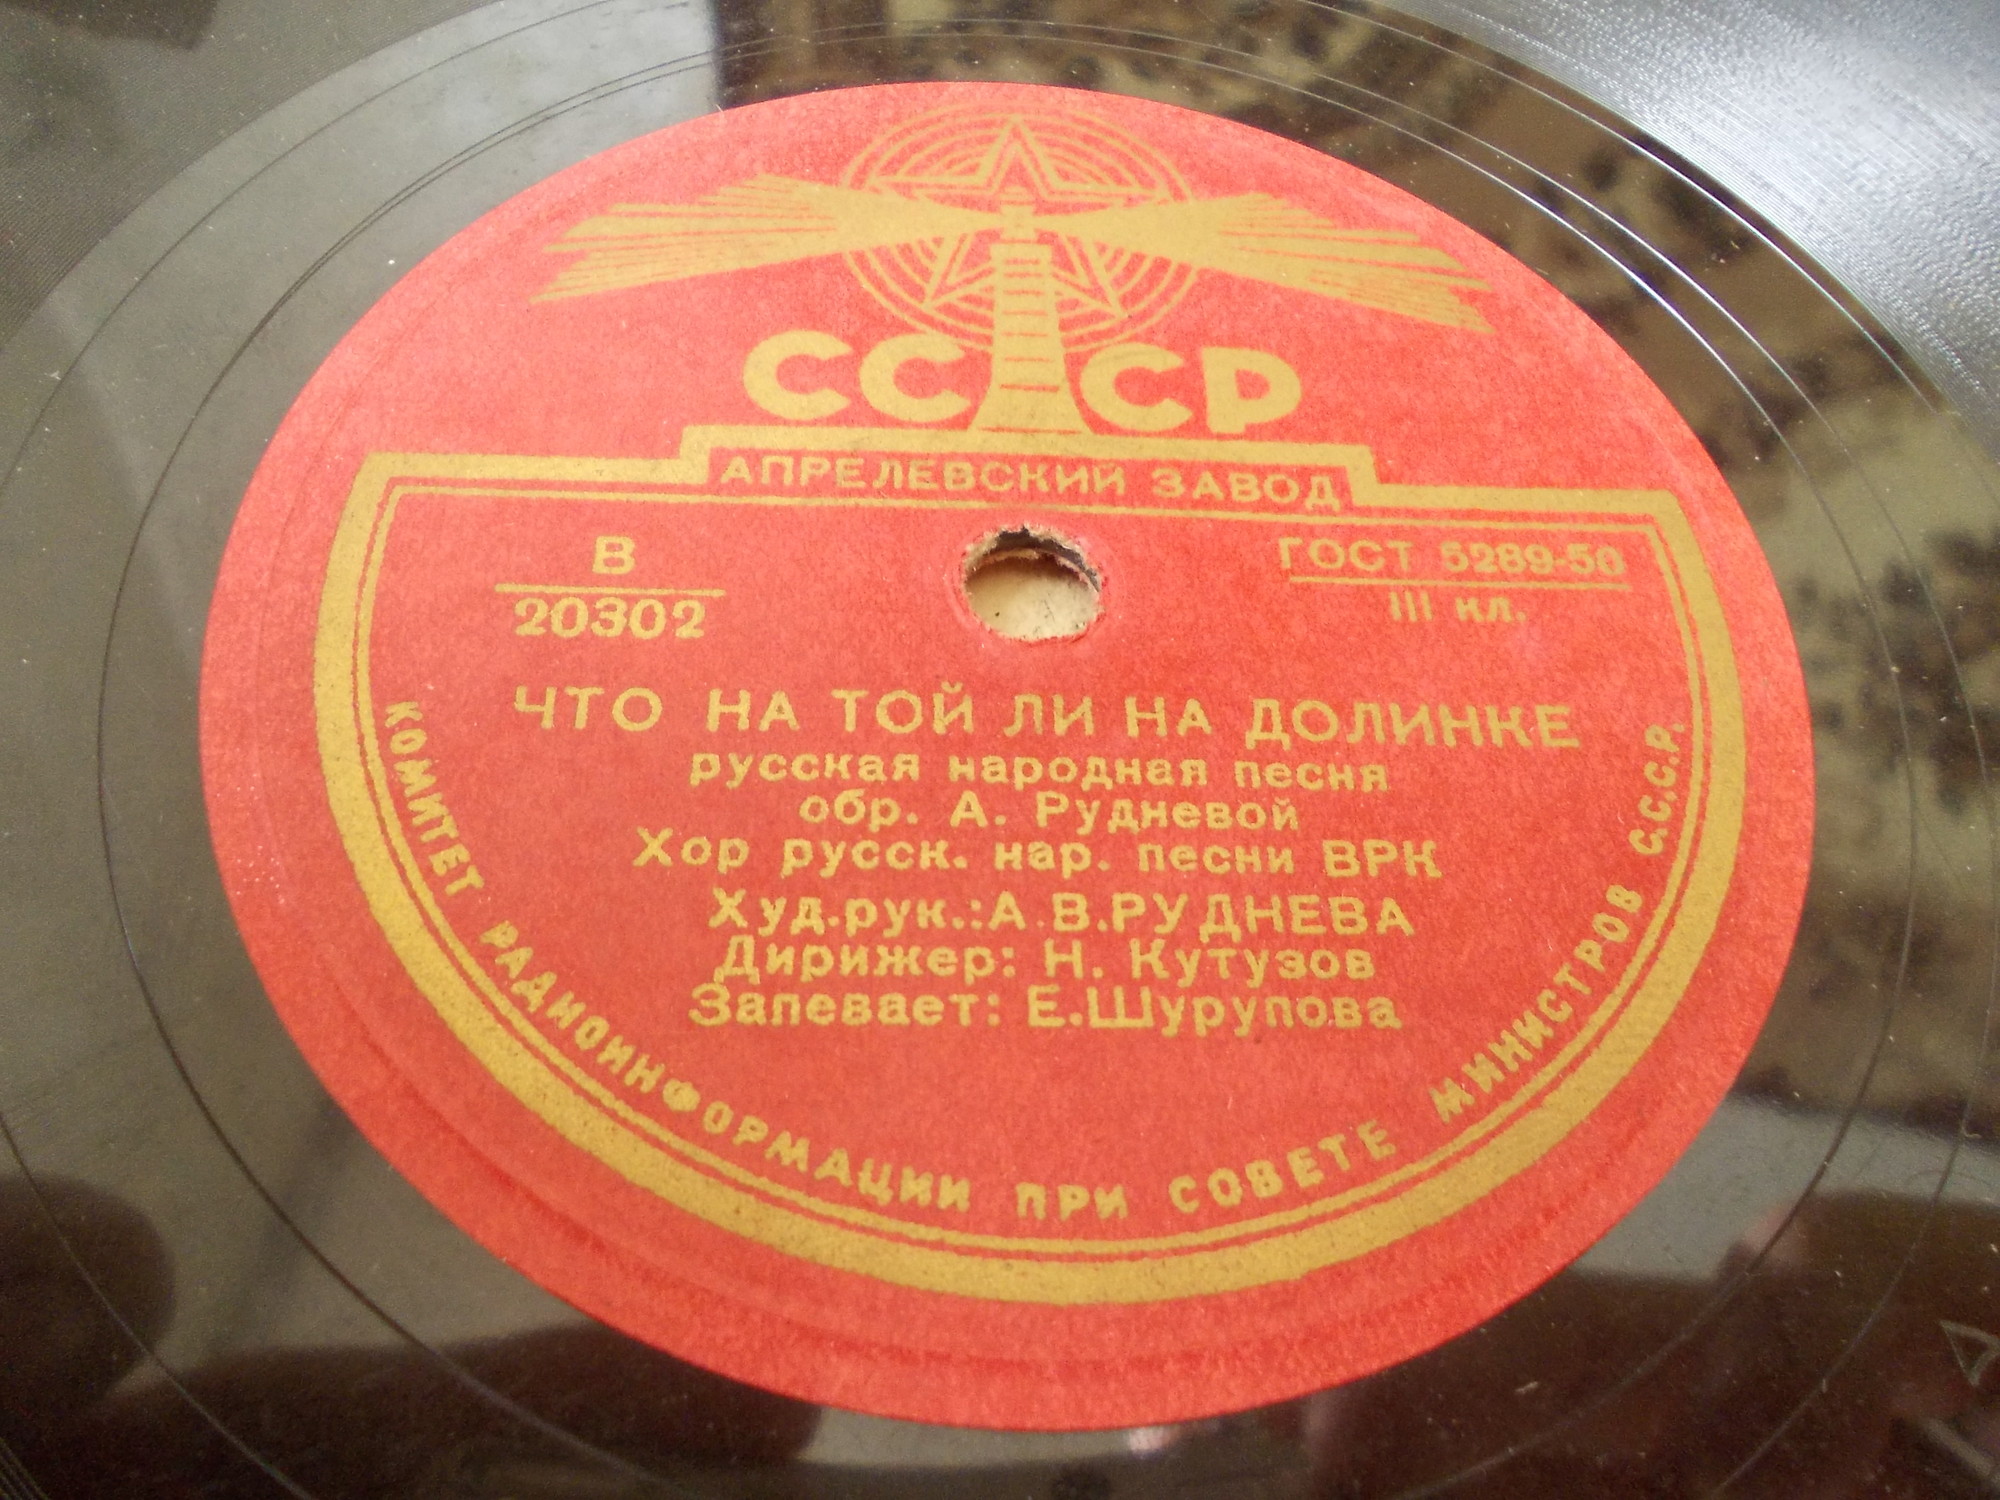 СССР
АПРЕЛЕВСКИЙ ЗАВОД
В
20302
ГОСТ 5289-50
III кл.
ЧТО НА ТОЙ ЛИ НА ДОЛИНКЕ
русская народная песня
обр. А. Рудневой
Хор русск. нар. песни ВРК
Худ.рук.: А.В.РУДНЕВА
Дирижер: Н. Кутузов
Запевает: Е.Шурупова
КОМИТЕТ РАДИОИНФОРМАЦИИ ПРИ СОВЕТЕ МИНИСТРОВ С.С.С.Р.